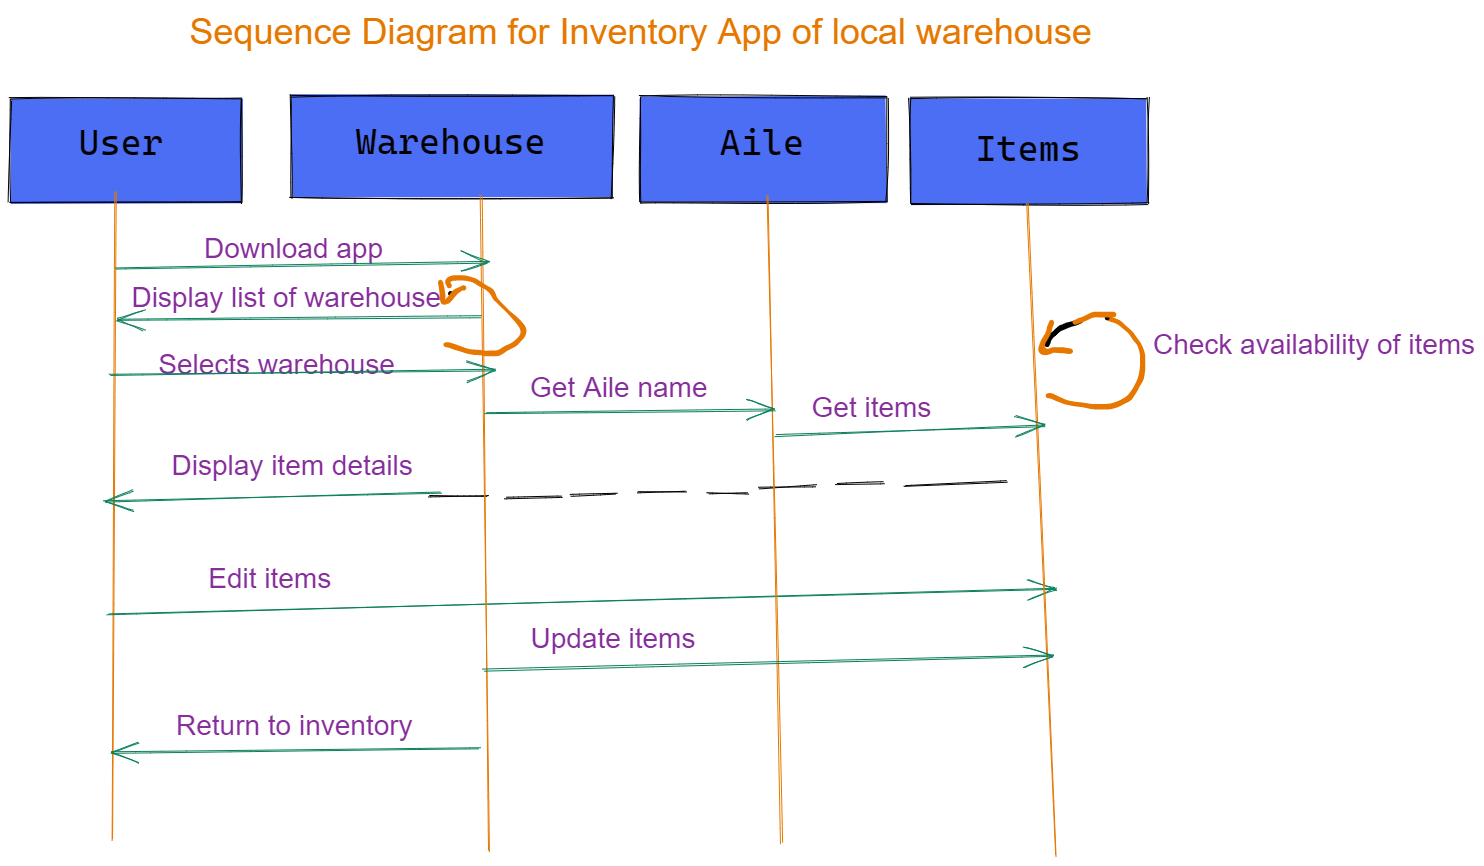 Sequence Diagram for Inventory App of local warehouse
User
Warehouse
Aile
Items
Download app
Display list of warehouse
Check availability of items
Selects warehouse
Get Aile name
Get items
Display item details
Edit items
Update items
Return to inventory